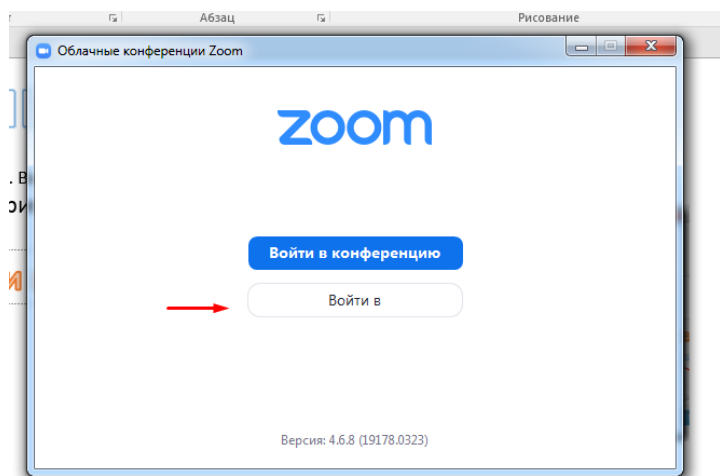 Абзац
Рисование
Облачные конференции Zoom
zoom
Войти в конференцию
Войти в
Версия: 4.6.8 (19178.0323)